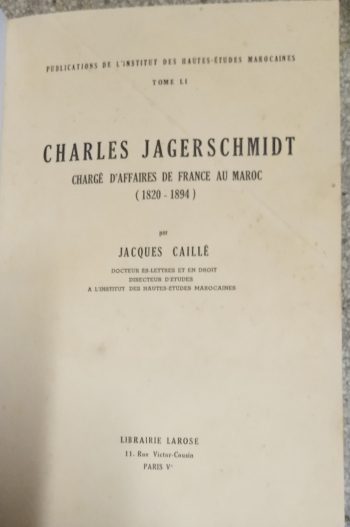 PUBLICATIONS DE L'INSTITUT DES HAUTES-ÉTUDES MAROCAINES
TOME LI
CHARLES JAGERSCHMIDT
CHARGÉ D'AFFAIRES DE FRANCE AU MAROC
(1820 - 1894)
par
JACQUES CAILLÉ
DOCTEUR ÈS-LETTRES ET EN DROIT
DIRECTEUR D'ÉTUDES
A L'INSTITUT DES HAUTES-ÉTUDES MAROCAINES
LIBRAIRIE LAROSE
11, Rue Victor-Cousin
PARIS Vᵉ